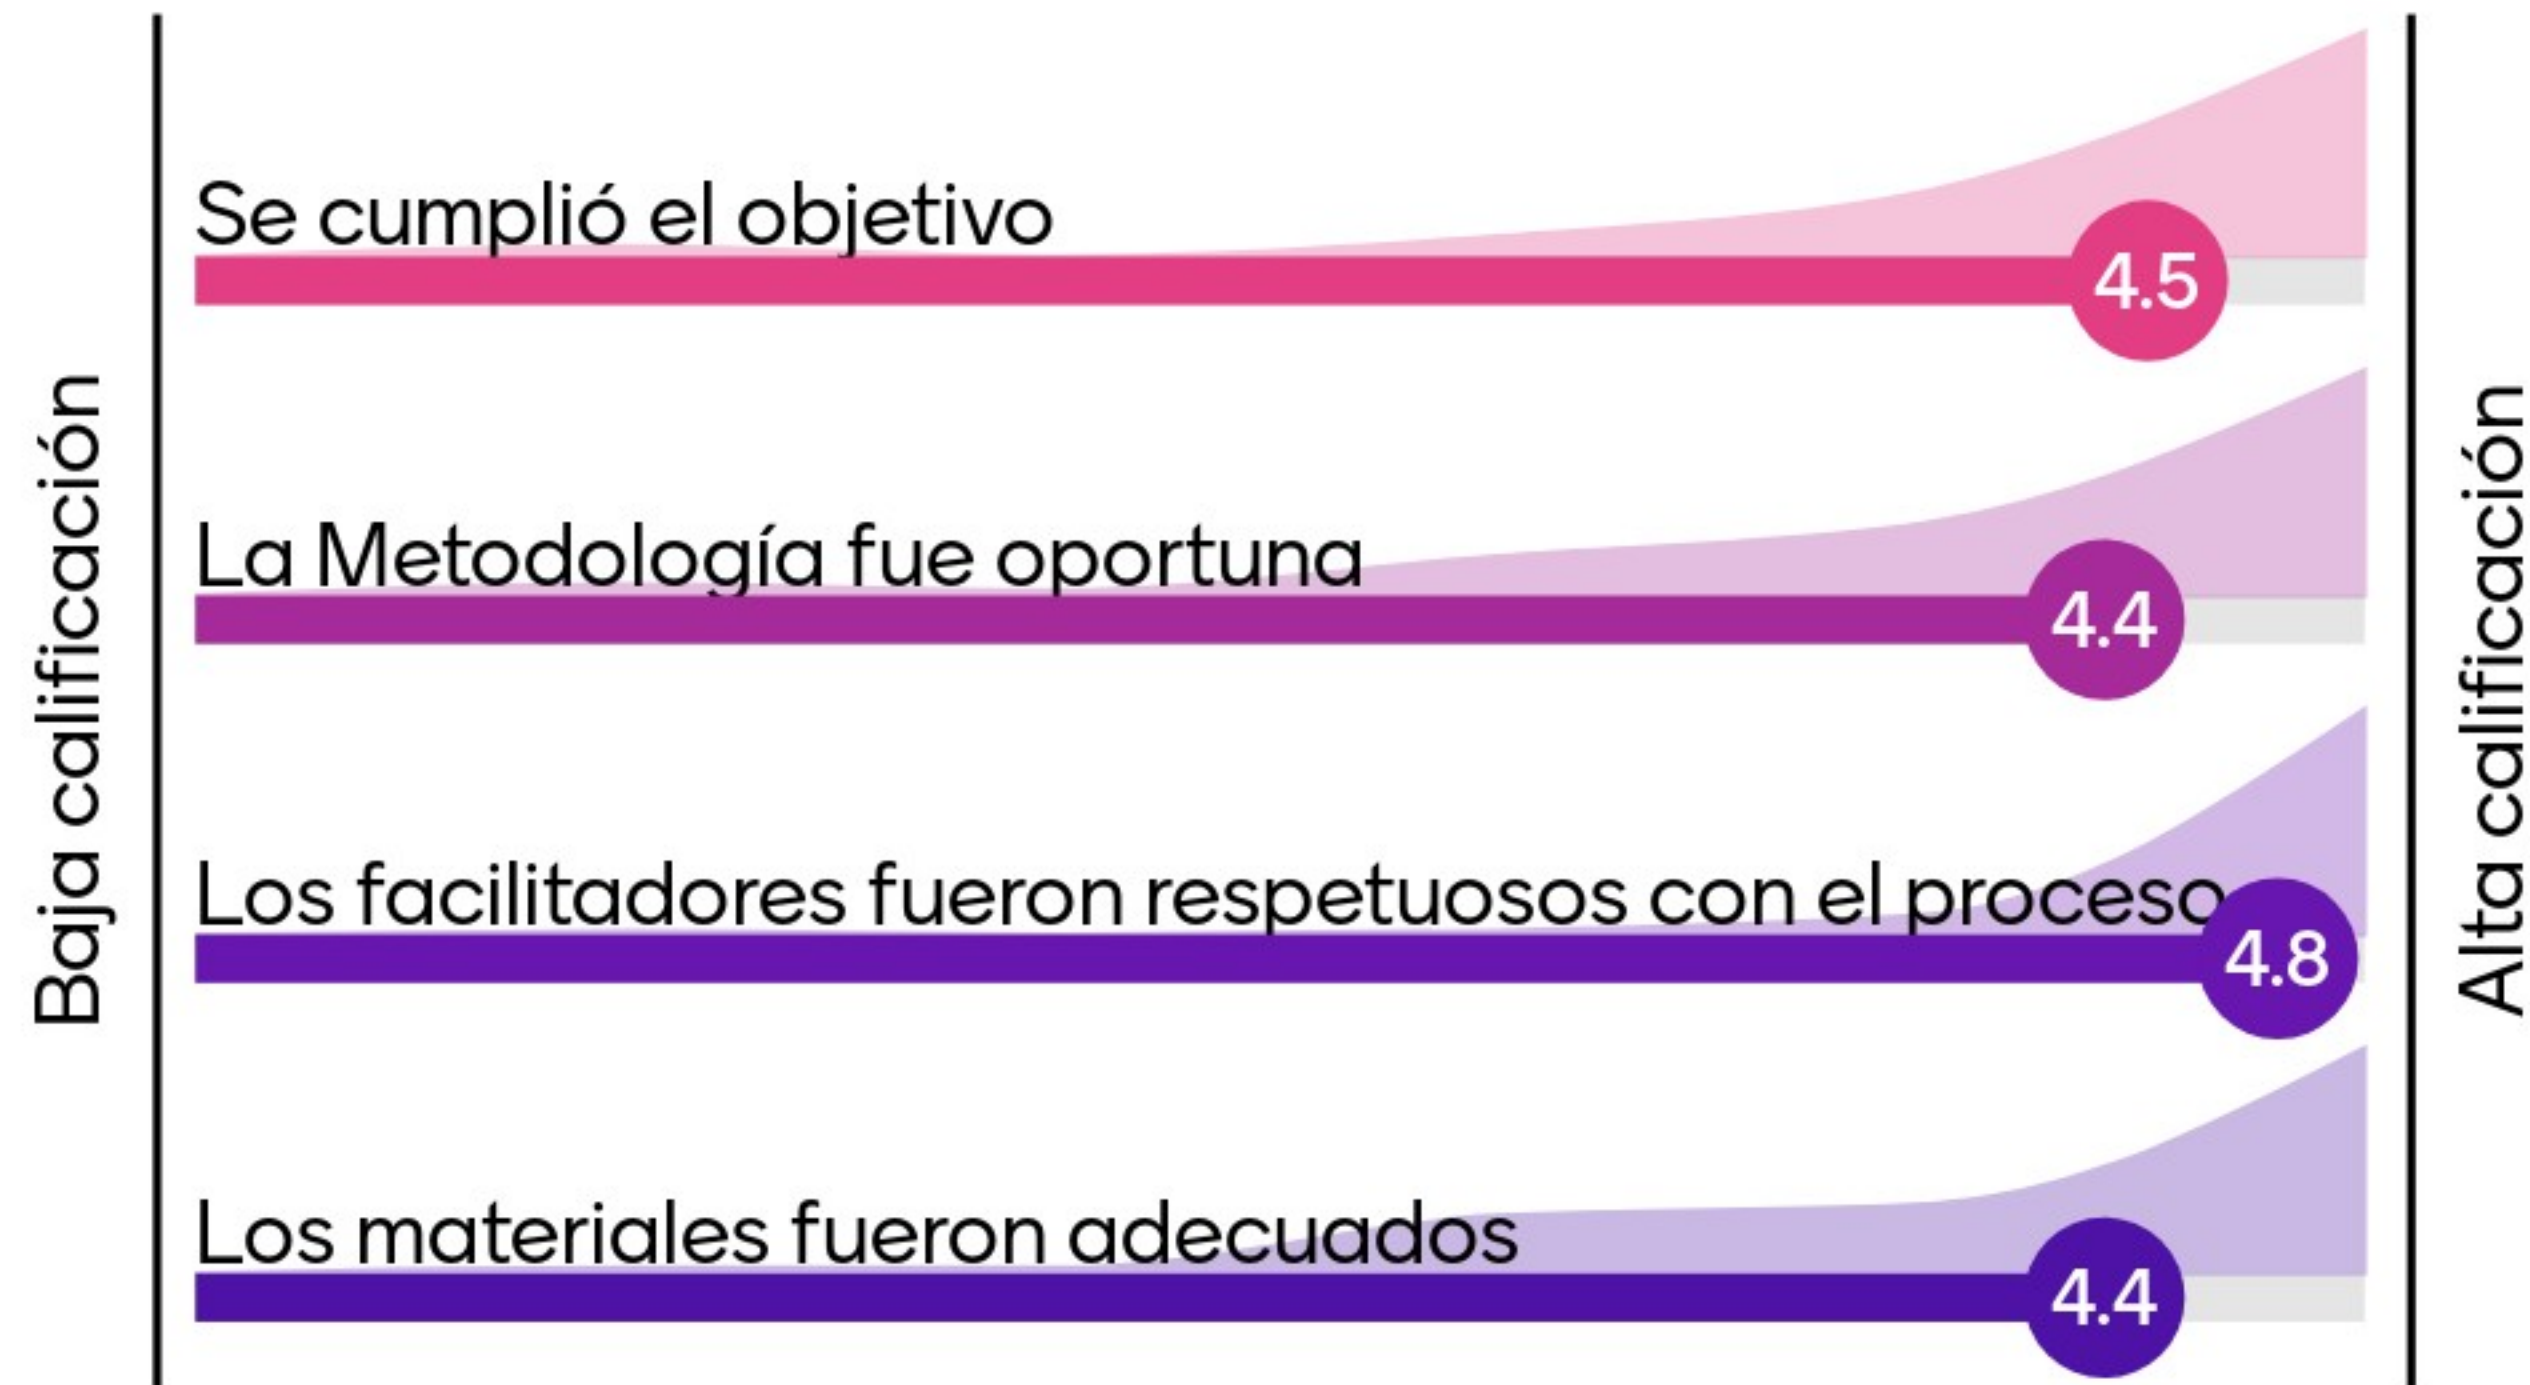 Baja calificación
Se cumplió el objetivo
4.5
La Metodología fue oportuna
4.4
Los facilitadores fueron respetuosos con el proceso
4.8
Los materiales fueron adecuados
4.4
Alta calificación